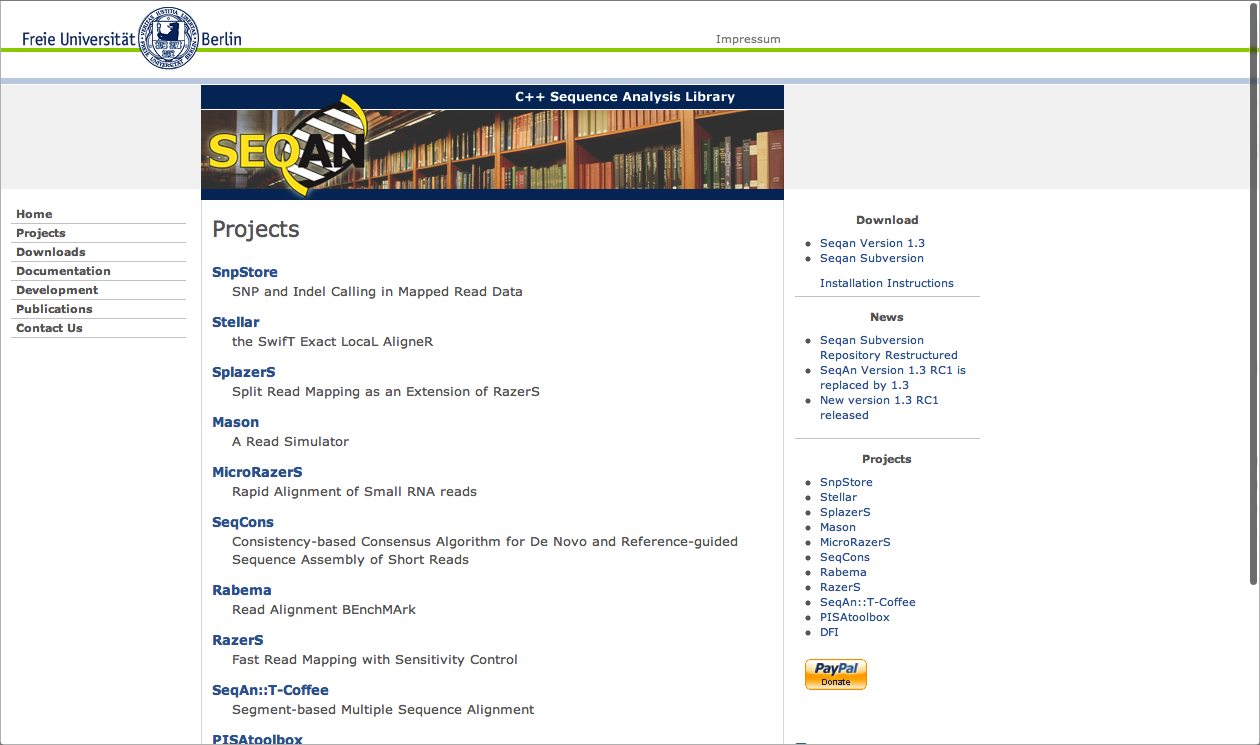 Freie Universität Berlin
Impressum
C++ Sequence Analysis Library
SEQAN
Home
Projects
Downloads
Documentation
Development
Publications
Contact Us
Projects
SnpStore
SNP and Indel Calling in Mapped Read Data
Stellar
the SwifT Exact LocaL AligneR
SplazerS
Split Read Mapping as an Extension of RazerS
Mason
A Read Simulator
MicroRazerS
Rapid Alignment of Small RNA reads
SeqCons
Consistency-based Consensus Algorithm for De Novo and Reference-guided
Sequence Assembly of Short Reads
Rabema
Read Alignment BEnchMArk
RazerS
Fast Read Mapping with Sensitivity Control
SeqAn::T-Coffee
Segment-based Multiple Sequence Alignment
PISAtoolbox
Download
Seqan Version 1.3
Seqan Subversion
Installation Instructions
News
Seqan Subversion
Repository Restructured
SeqAn Version 1.3 RC1 is
replaced by 1.3
New version 1.3 RC1
released
Projects
SnpStore
Stellar
SplazerS
Mason
MicroRazerS
SeqCons
Rabema
RazerS
SeqAn::T-Coffee
PISAtoolbox
DFI
PayPal
Donate